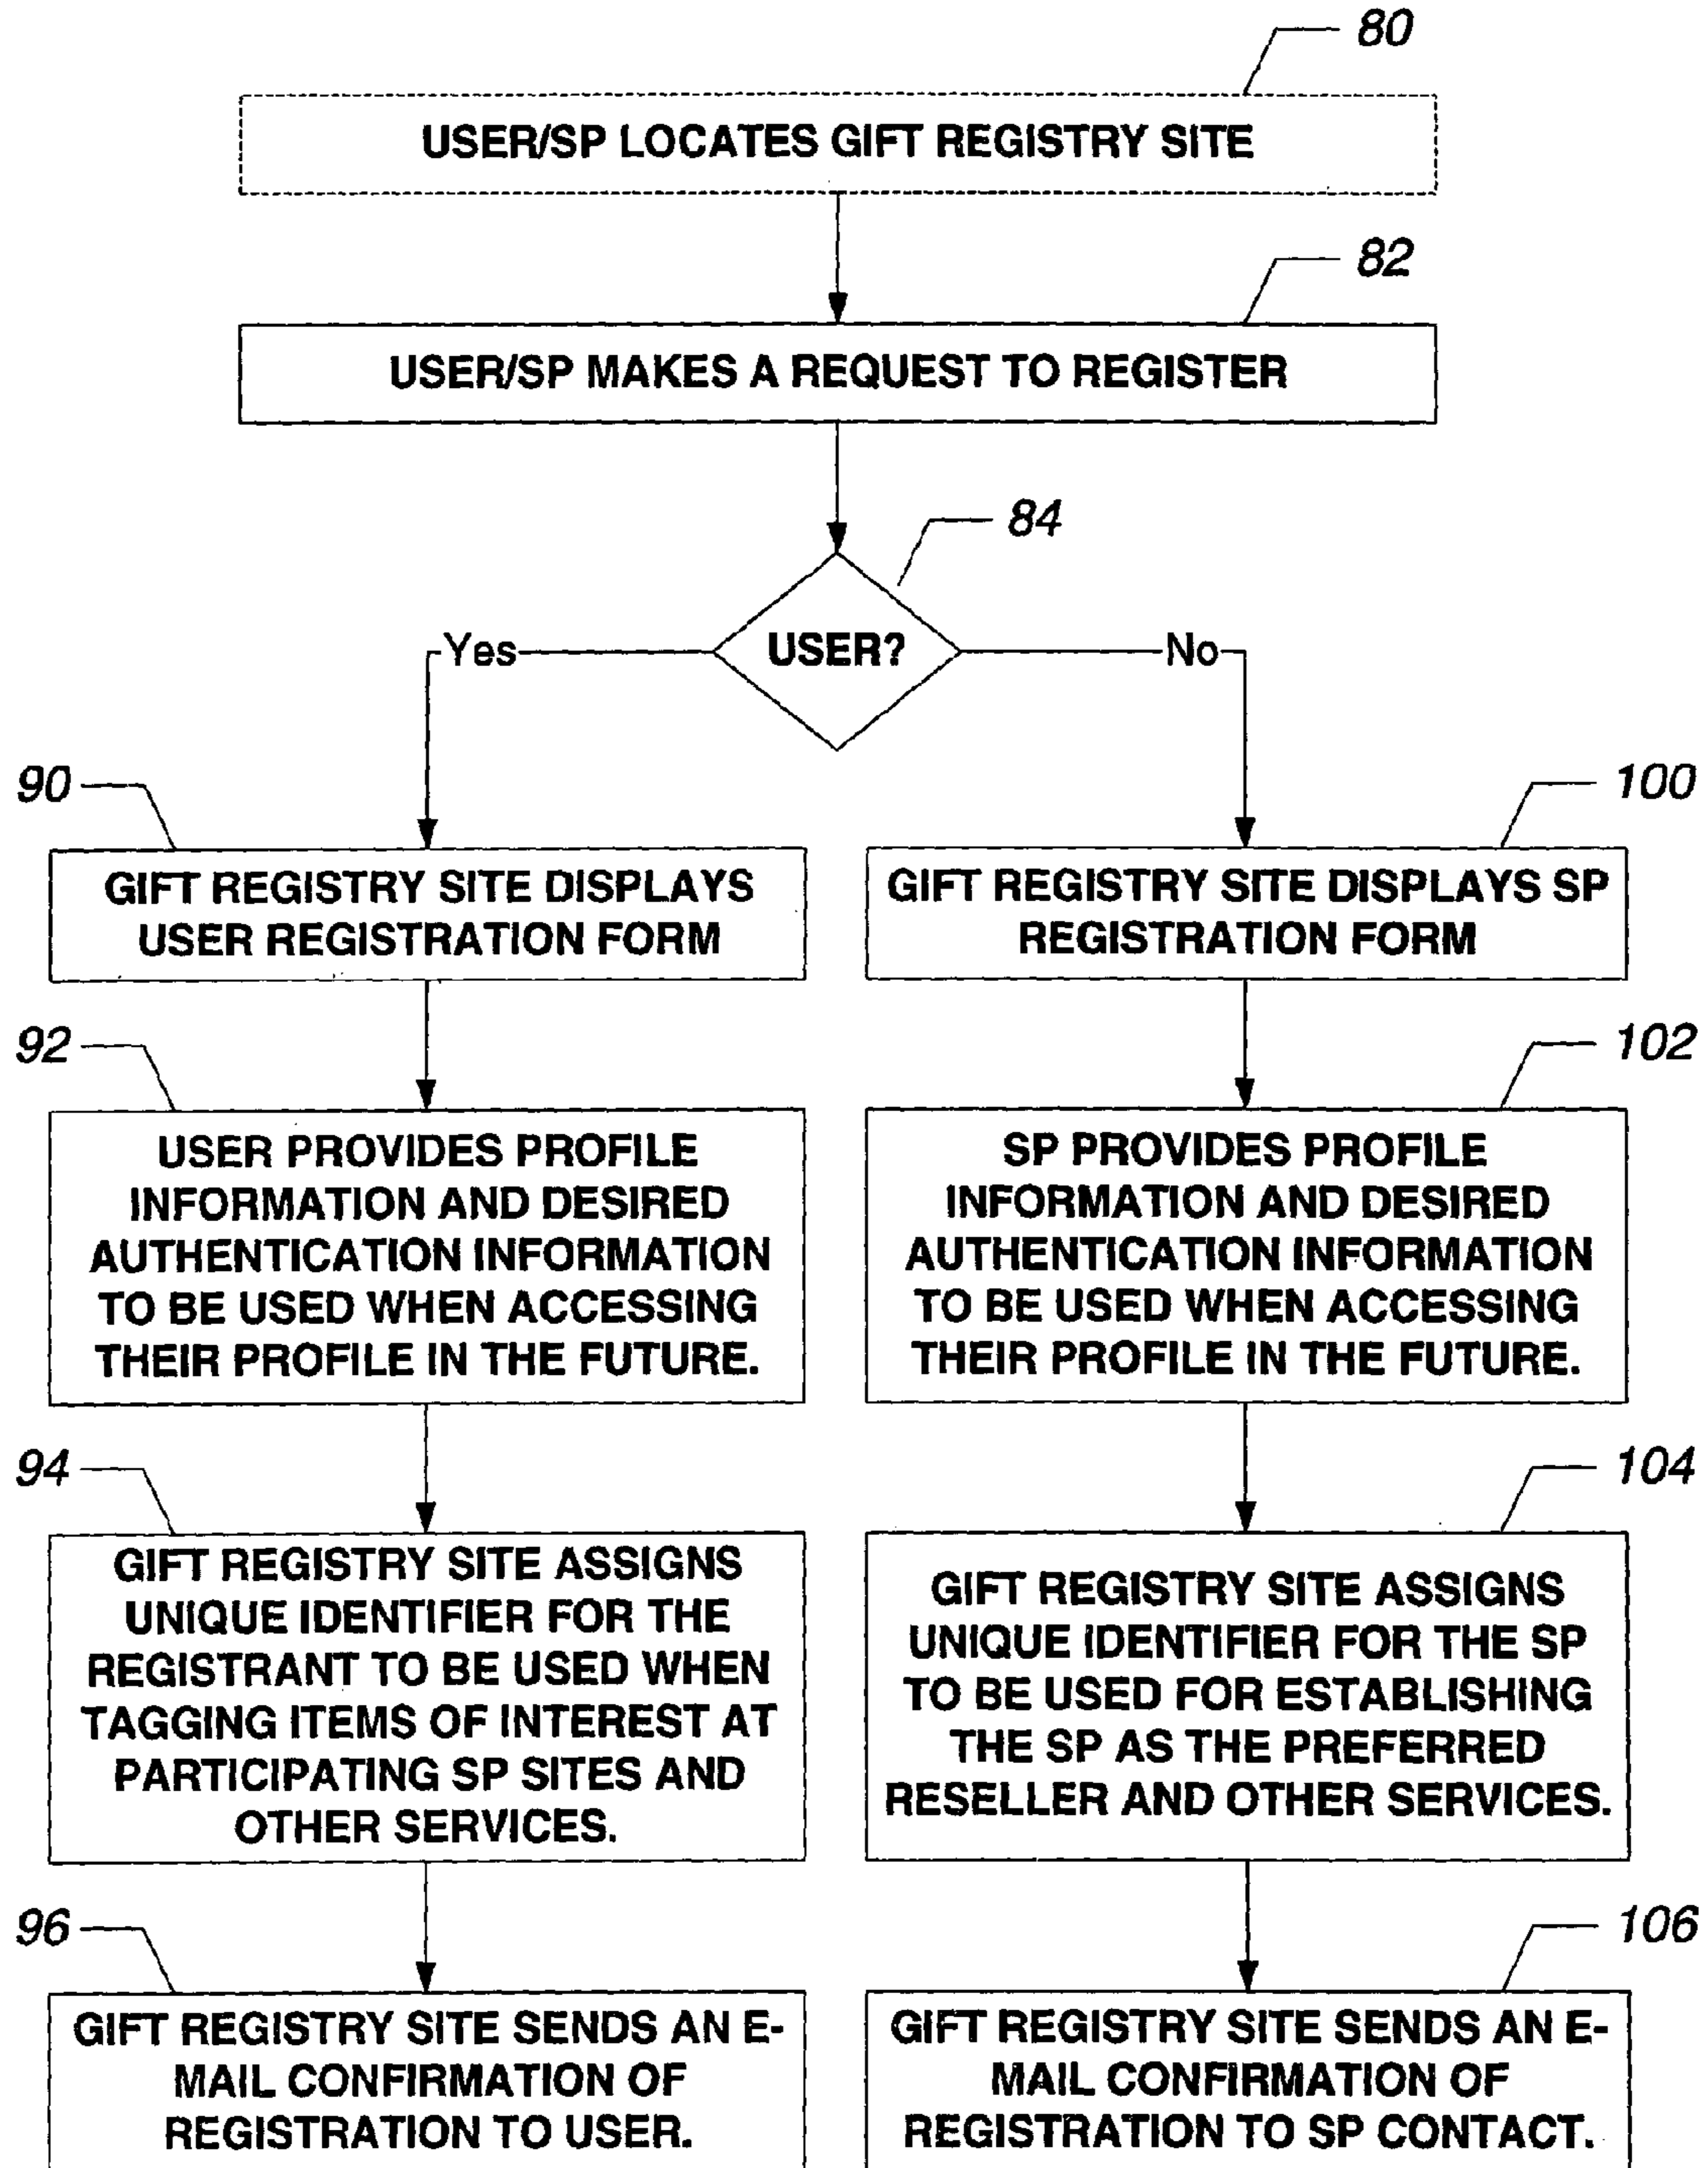 80
USER/SP LOCATES GIFT REGISTRY SITE
82
USER/SP MAKES A REQUEST TO REGISTER
84
USER?
Yes
No
90
GIFT REGISTRY SITE DISPLAYS
USER REGISTRATION FORM
100
GIFT REGISTRY SITE DISPLAYS SP
REGISTRATION FORM
92
USER PROVIDES PROFILE
INFORMATION AND DESIRED
AUTHENTICATION INFORMATION
TO BE USED WHEN ACCESSING
THEIR PROFILE IN THE FUTURE.
102
SP PROVIDES PROFILE
INFORMATION AND DESIRED
AUTHENTICATION INFORMATION
TO BE USED WHEN ACCESSING
THEIR PROFILE IN THE FUTURE.
94
GIFT REGISTRY SITE ASSIGNS
UNIQUE IDENTIFIER FOR THE
REGISTRANT TO BE USED WHEN
TAGGING ITEMS OF INTEREST AT
PARTICIPATING SP SITES AND
OTHER SERVICES.
104
GIFT REGISTRY SITE ASSIGNS
UNIQUE IDENTIFIER FOR THE SP
TO BE USED FOR ESTABLISHING
THE SP AS THE PREFERRED
RESELLER AND OTHER SERVICES.
96
GIFT REGISTRY SITE SENDS AN E-
MAIL CONFIRMATION OF
REGISTRATION TO USER.
106
GIFT REGISTRY SITE SENDS AN E-
MAIL CONFIRMATION OF
REGISTRATION TO SP CONTACT.